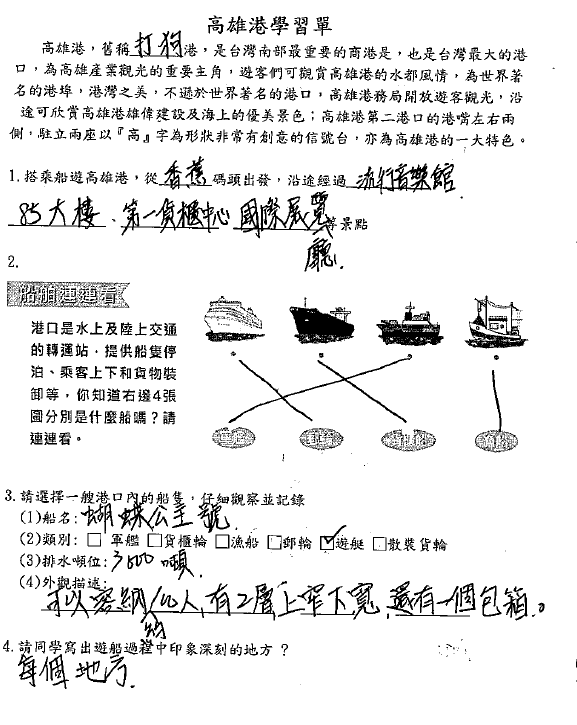 高雄港學習單
高雄港,舊稱打狗港,是台灣南部最重要的商港是,也是台灣最大的港
口,為高雄產業觀光的重要主角,遊客們可觀賞高雄港的水都風情,為世界著
名的港埠,港灣之美,不遜於世界著名的港口,高雄港務局開放遊客觀光,沿
途可欣賞高雄港雄偉建設及海上的優美景色;高雄港第二港口的港嘴左右兩
側,駐立兩座以『高』字為形狀非常有創意的信號台,亦為高雄港的一大特色。
1.搭乘船遊高雄港,從香蕉碼頭出發,沿途經過流行音樂館
85大樓、第一貨櫃中心 國際展覽等景點
廳.
2.
船舶連連看
港口是水上及陸上交通
的轉運站,提供船隻停
泊、乘客上下和貨物裝
卸等,你知道右邊4張
圖分別是什麼船嗎?請
連連看。
3.請選擇一艘港口內的船隻,仔細觀察並記錄
(1)船名:蝴蝶公主號
(2)類別:□ 軍艦 □貨櫃輪 □漁船 □郵輪 ☑遊艇 □散裝貨輪
(3)排水噸位:3500噸.
(4)外觀描述:
可以容納 人,有2層,上窄下寬,還有一個包箱。
約
4.請同學寫出遊船過程中印象深刻的地方?
每個地方.